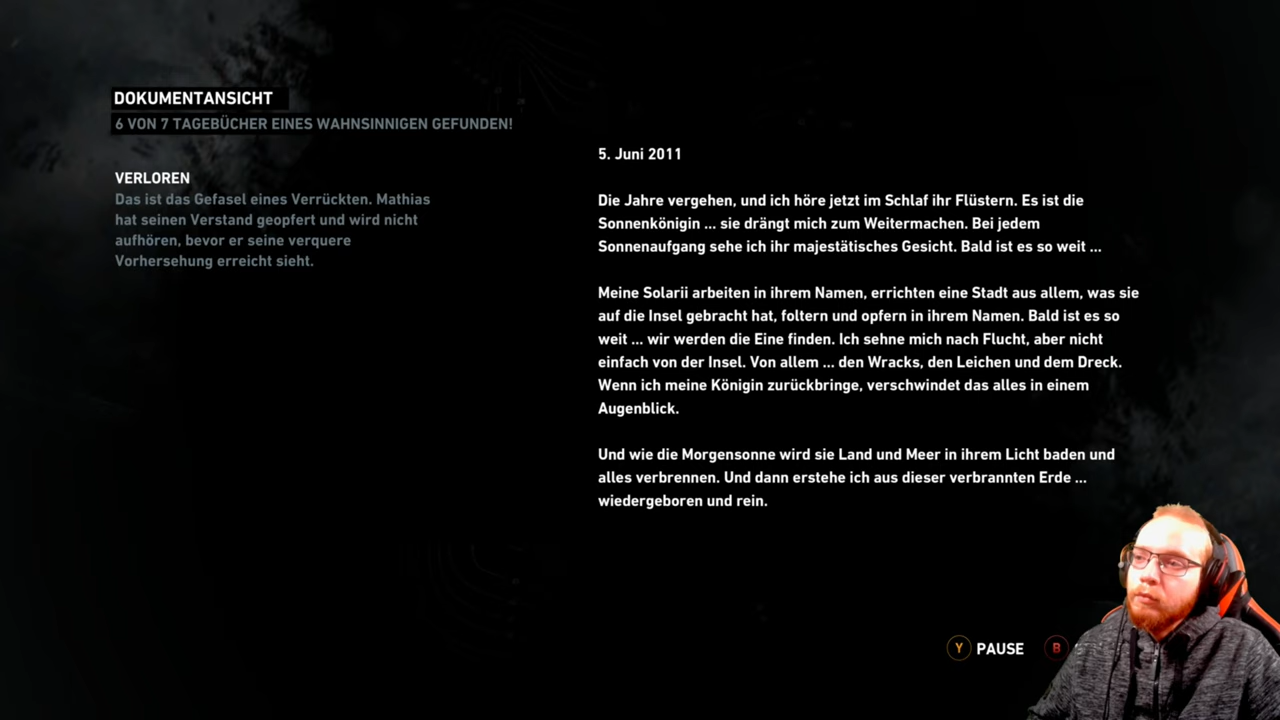 DOKUMENTANSICHT
6 VON 7 TAGEBÜCHER EINES WAHNSINNIGEN GEFUNDEN!
VERLOREN
Das ist das Gefasel eines Verrückten. Mathias
hat seinen Verstand geopfert und wird nicht
aufhören, bevor er seine verquere
Vorhersehung erreicht sieht.
5. Juni 2011
Die Jahre vergehen, und ich höre jetzt im Schlaf ihr Flüstern. Es ist die
Sonnenkönigin ... sie drängt mich zum Weitermachen. Bei jedem
Sonnenaufgang sehe ich ihr majestätisches Gesicht. Bald ist es so weit ...
Meine Solarii arbeiten in ihrem Namen, errichten eine Stadt aus allem, was sie
auf die Insel gebracht hat, foltern und opfern in ihrem Namen. Bald ist es so
weit ... wir werden die Eine finden. Ich sehne mich nach Flucht, aber nicht
einfach von der Insel. Von allem ... den Wracks, den Leichen und dem Dreck.
Wenn ich meine Königin zurückbringe, verschwindet das alles in einem
Augenblick.
Und wie die Morgensonne wird sie Land und Meer in ihrem Licht baden und
alles verbrennen. Und dann erstehe ich aus dieser verbrannten Erde ...
wiedergeboren und rein.
Y PAUSE B